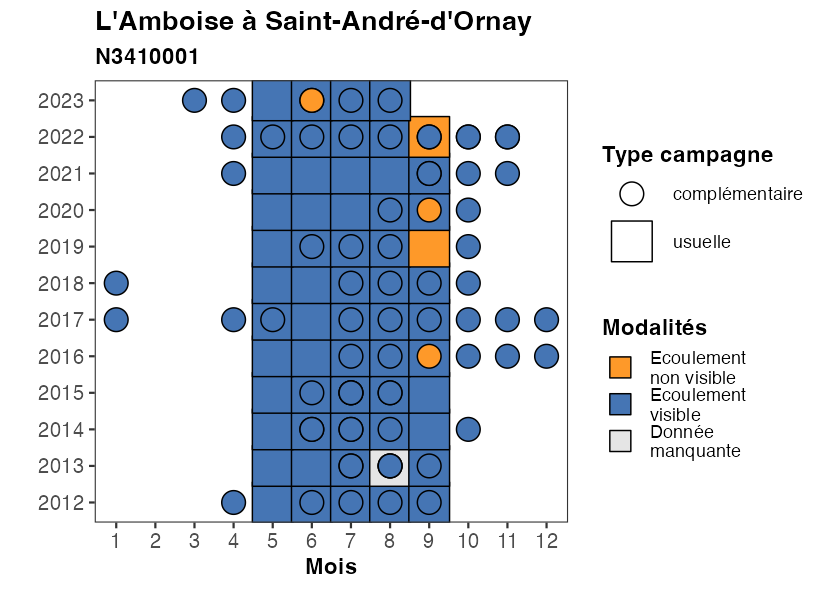 L'Amboise à Saint-André-d'Ornay
N3410001
2023
2022
2021
2020
2019
2018
2017
2016
2015
2014
2013
2012
1 2 3 4 5 6 7 8 9 10 11 12
Mois
Type campagne
complémentaire
usuelle
Modalités
Ecoulement
non visible
Ecoulement
visible
Donnée
manquante